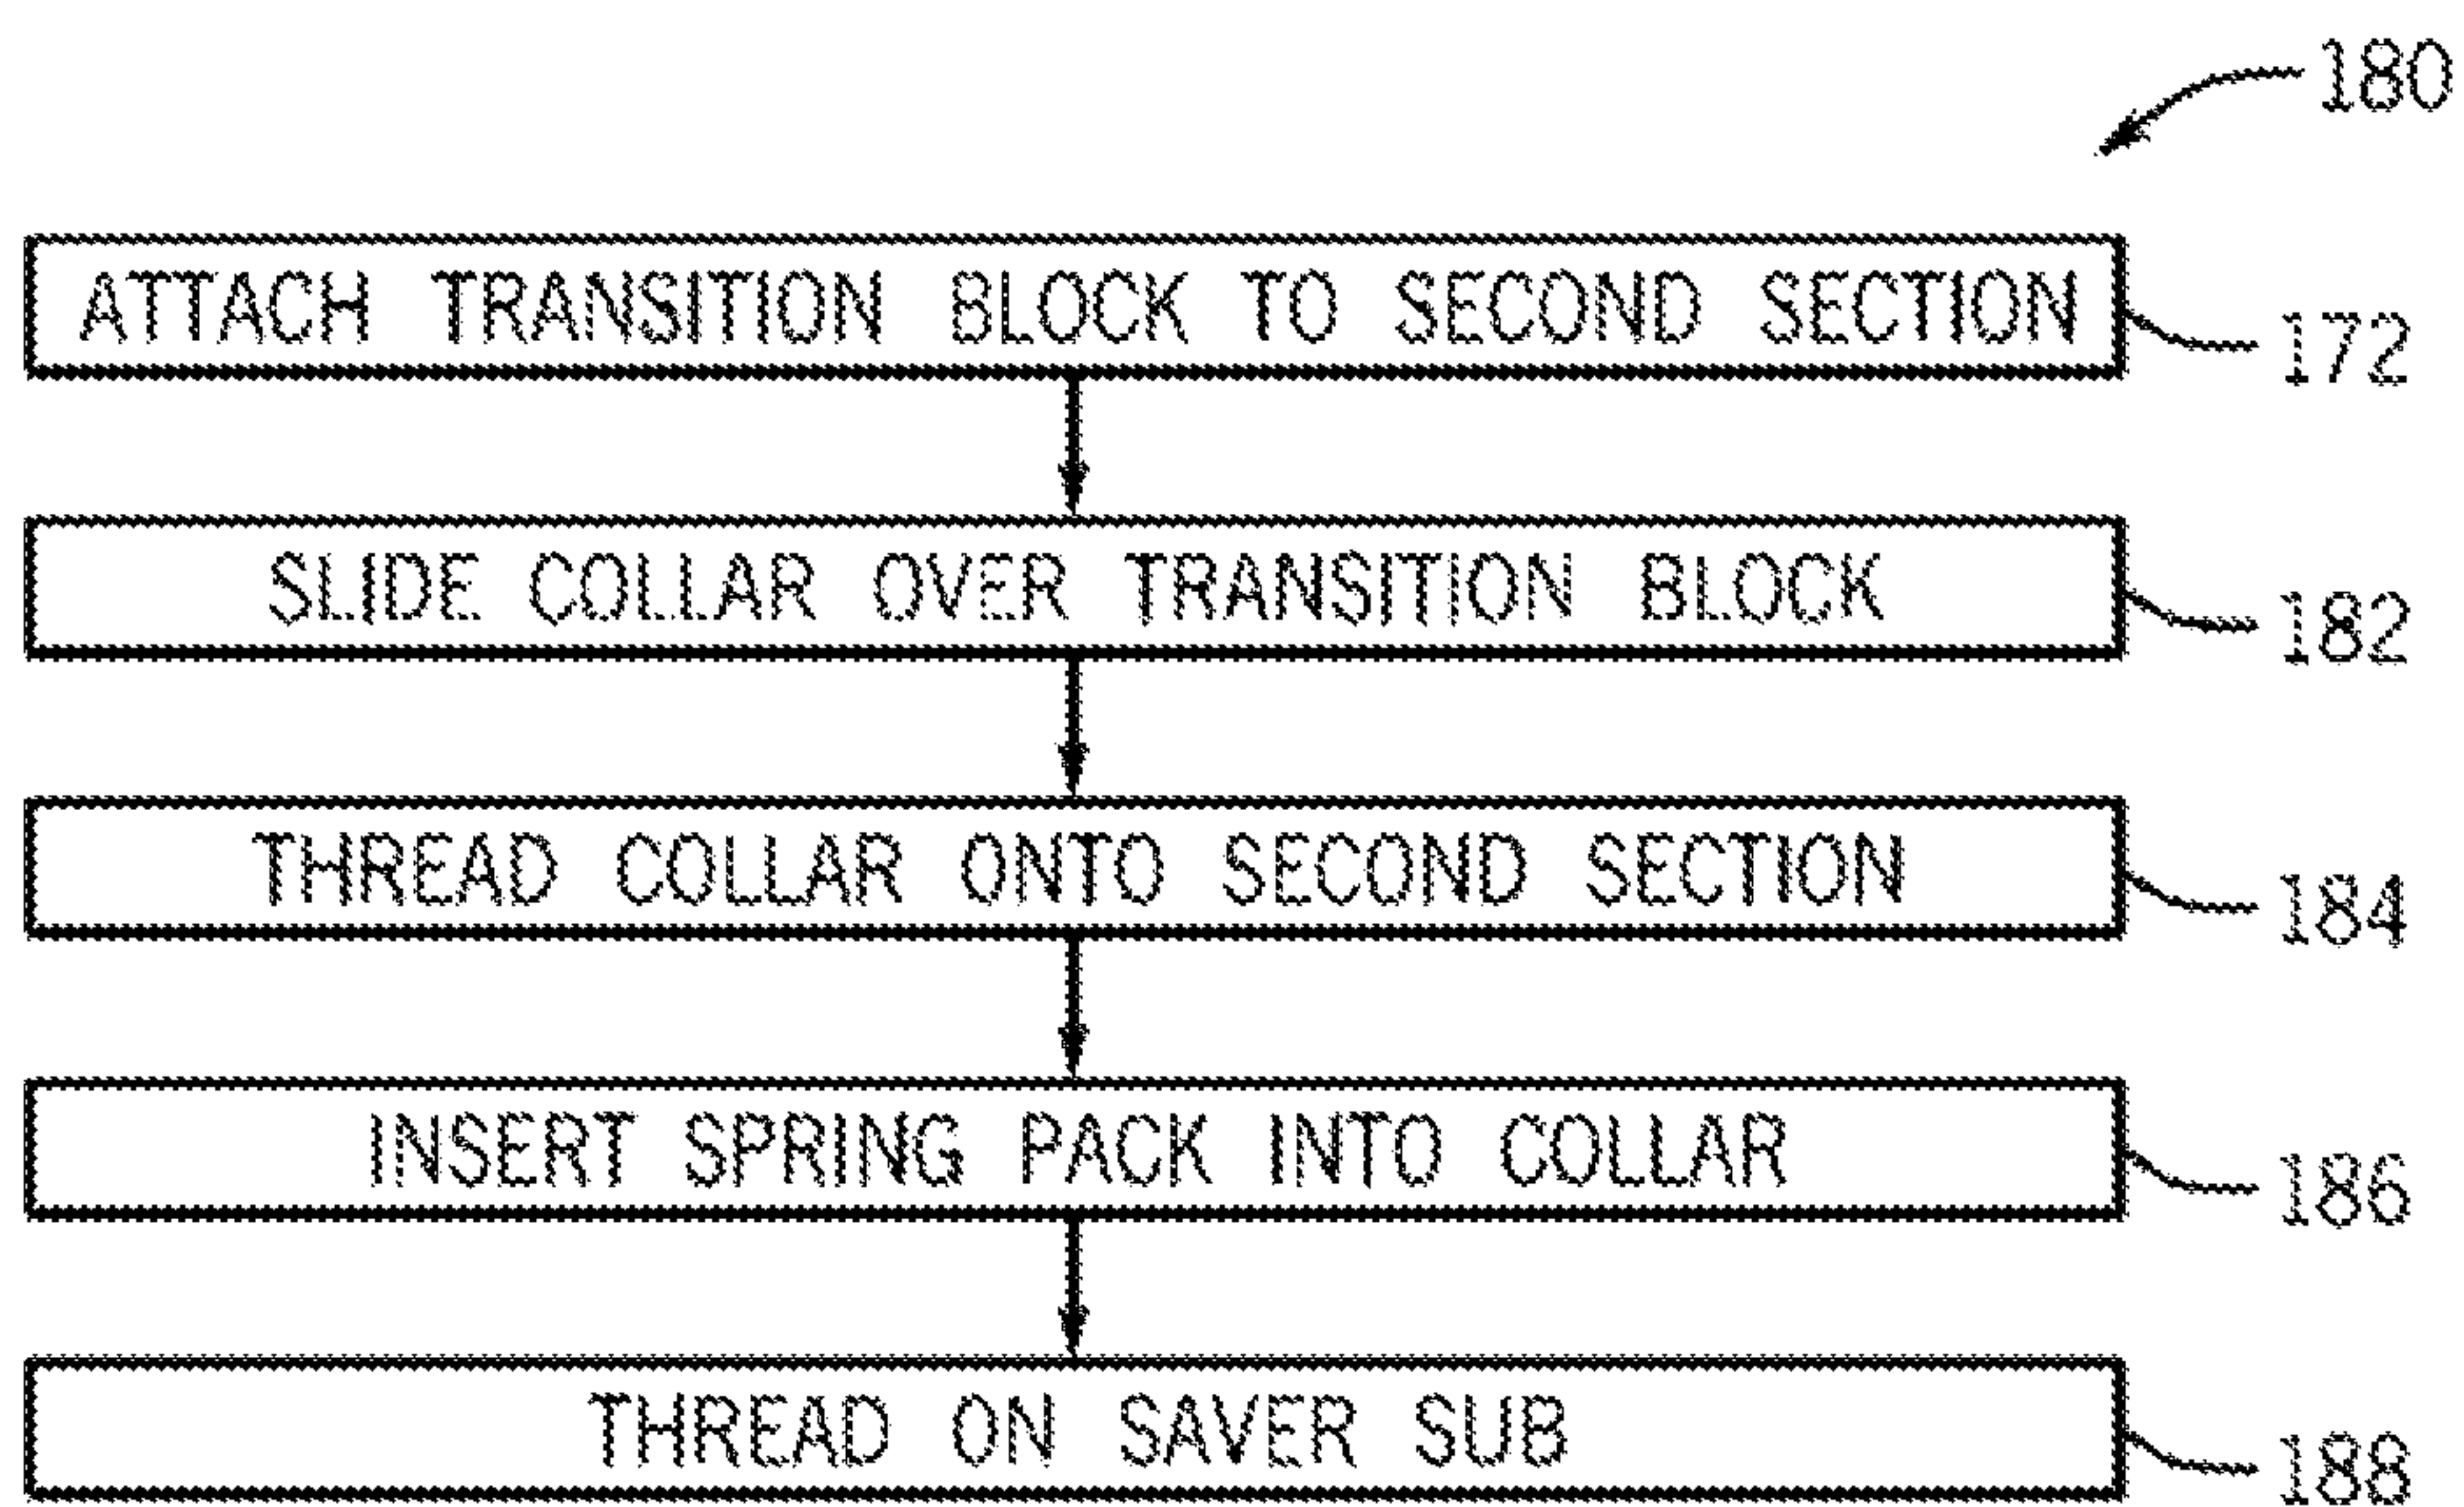 180
ATTACH TRANSITION BLOCK TO SECOND SECTION
172
SLIDE COLLAR OVER TRANSITION BLOCK
182
THREAD COLLAR ONTO SECOND SECTION
184
INSERT SPRING PACK INTO COLLAR
186
THREAD ON SAVER SUB
188